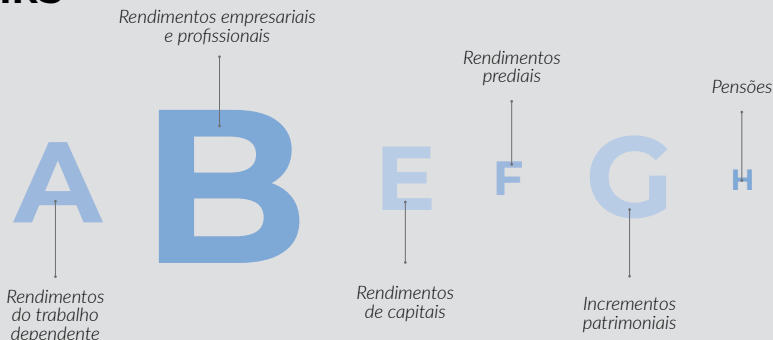 Rendimentos empresariais
e profissionais
Rendimentos
prediais
Pensões
A
B
E
F
G
H
Rendimentos
do trabalho
dependente
Rendimentos
de capitais
Incrementos
patrimoniais